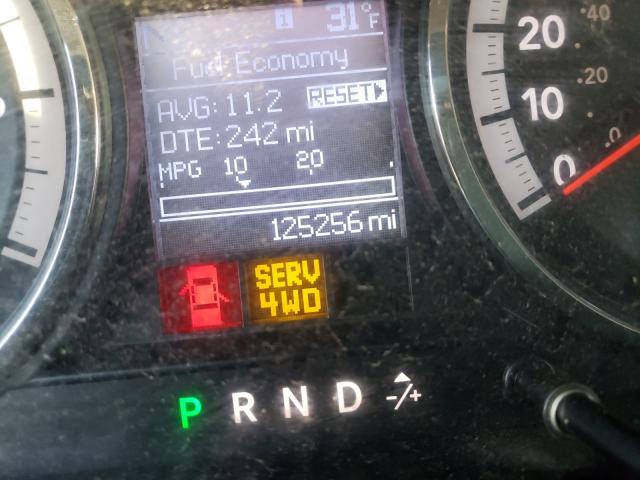 31°F
Fuel Economy
AVG: 11.2 RESET
DTE: 242 mi
MPG 10 20
125256 mi
SERV
4WD
P R N D -/+
20
10
0
40
20
0